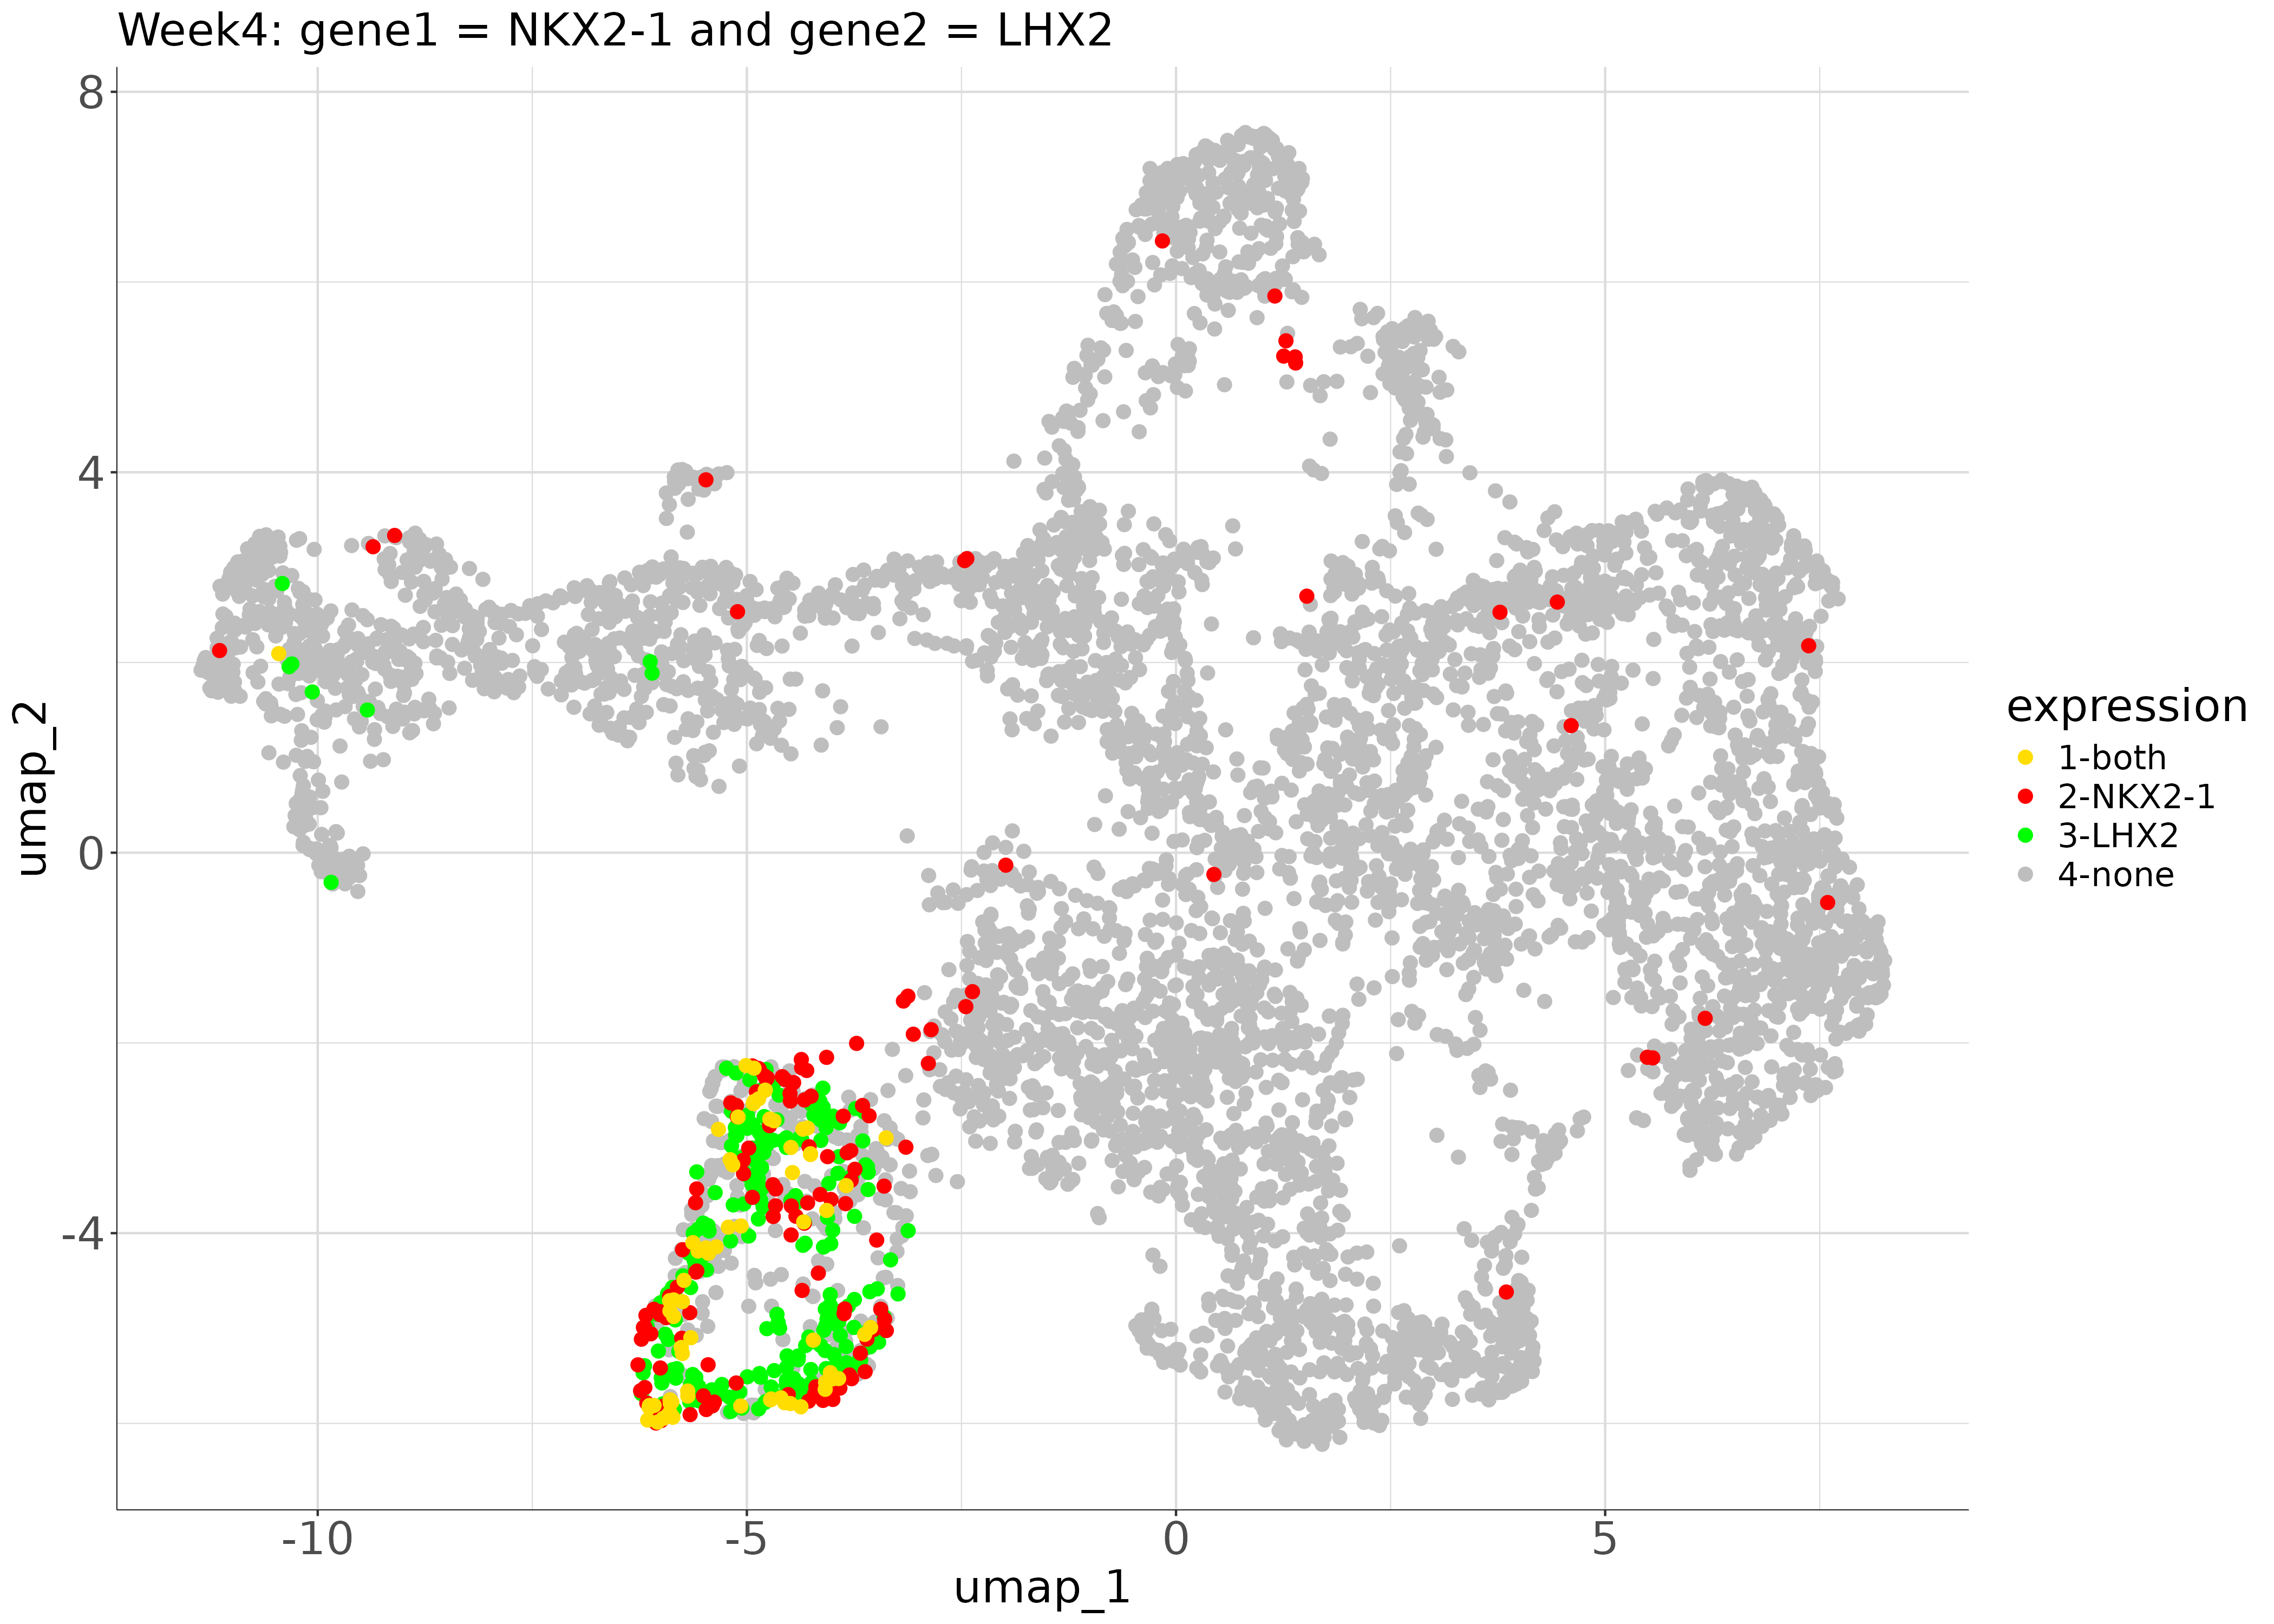 Week4: gene1 = NKX2-1 and gene2 = LHX2
8
4
0
-4
umap_2
-10
-5
0
5
umap_1
expression
1-both
2-NKX2-1
3-LHX2
4-none